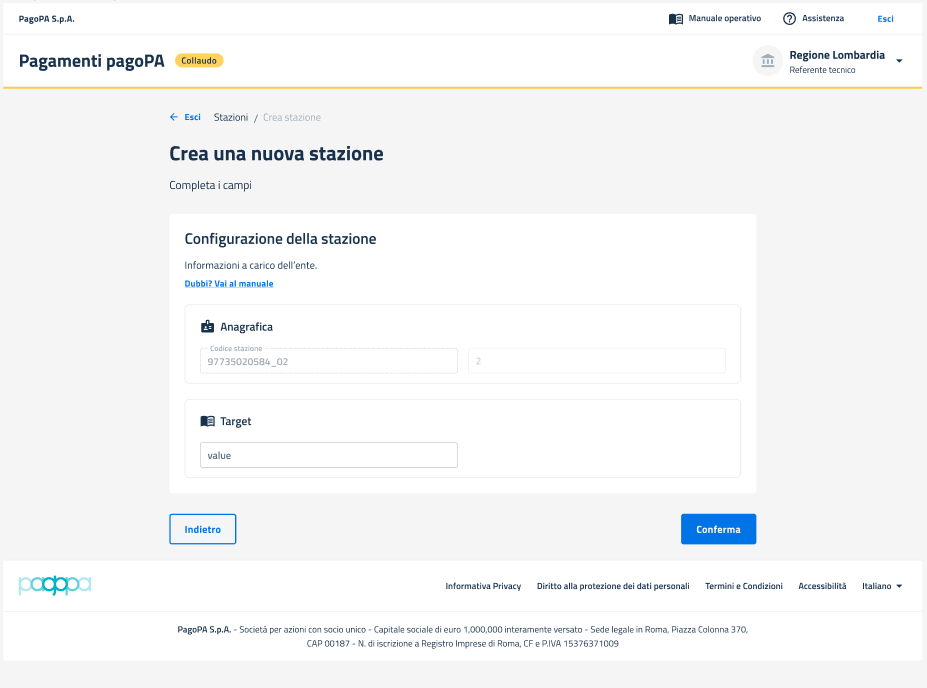 PagoPA S.p.A.
Manuale operativo
Assistenza
Esci
Pagamenti pagoPA
Collaudo
Regione Lombardia
Referente tecnico
Esci
Stazioni / Crea stazione
Crea una nuova stazione
Completa i campi
Configurazione della stazione
Informazioni a carico dell'ente.
Dubbi? Vai al manuale
Anagrafica
Codice stazione
97735020584_02
2
Target
value
Indietro
Conferma
pagopa
Informativa Privacy
Diritto alla protezione dei dati personali
Termini e Condizioni
Accessibilità
Italiano
PagoPA S.p.A. - Società per azioni con socio unico - Capitale sociale di euro 1,000,000 interamente versato - Sede legale in Roma, Piazza Colonna 370,
CAP 00187 - N. di iscrizione a Registro Imprese di Roma, CF e P.IVA 15376371009